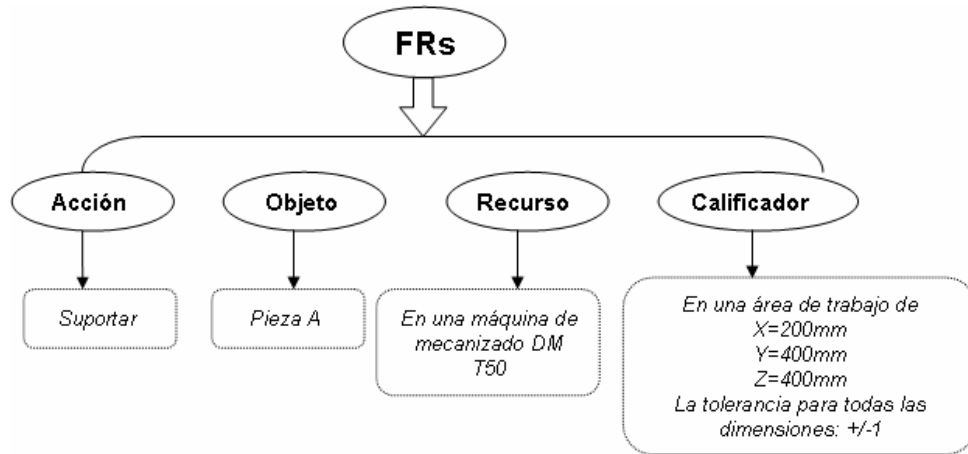 FRs
Acción
Objeto
Recurso
Calificador
Suportar
Pieza A
En una máquina de
mecanizado DM
T50
En una área de trabajo de
X=200mm
Y=400mm
Z=400mm
La tolerancia para todas las
dimensiones: +/-1